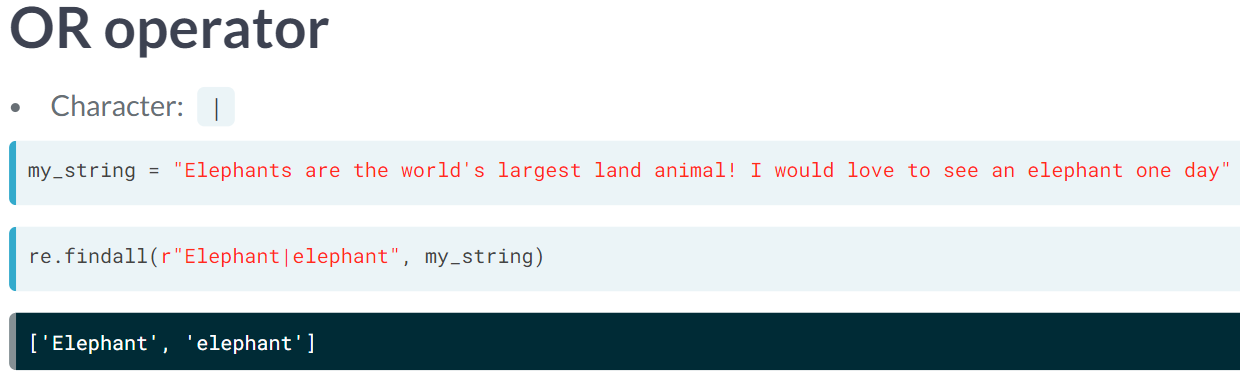 OR operator
• Character: |
my_string = "Elephants are the world's largest land animal! I would love to see an elephant one day"
re.findall(r"Elephant|elephant", my_string)
['Elephant', 'elephant']